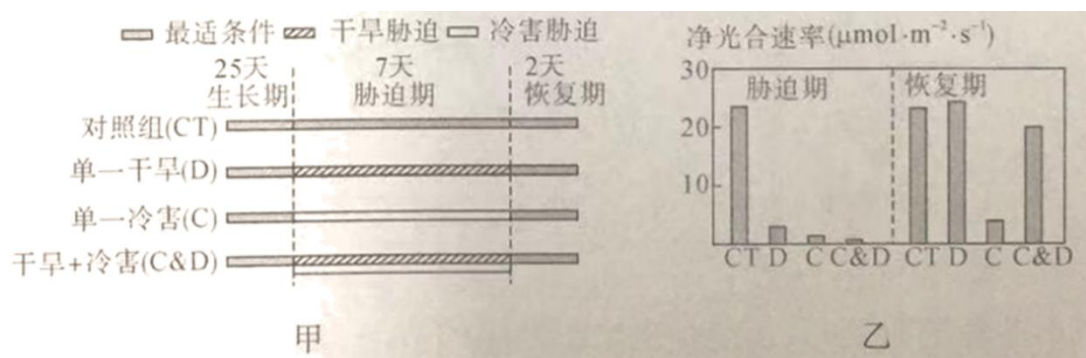 最适条件 干旱胁迫 冷害胁迫
25天
生长期
7天
胁迫期
2天
恢复期
对照组(CT)
单一干旱(D)
单一冷害(C)
干旱+冷害(C&D)
甲
净光合速率(μmol·m⁻²·s⁻¹)
30
20
10
胁迫期 恢复期
CT D C C&D CT D C C&D
乙